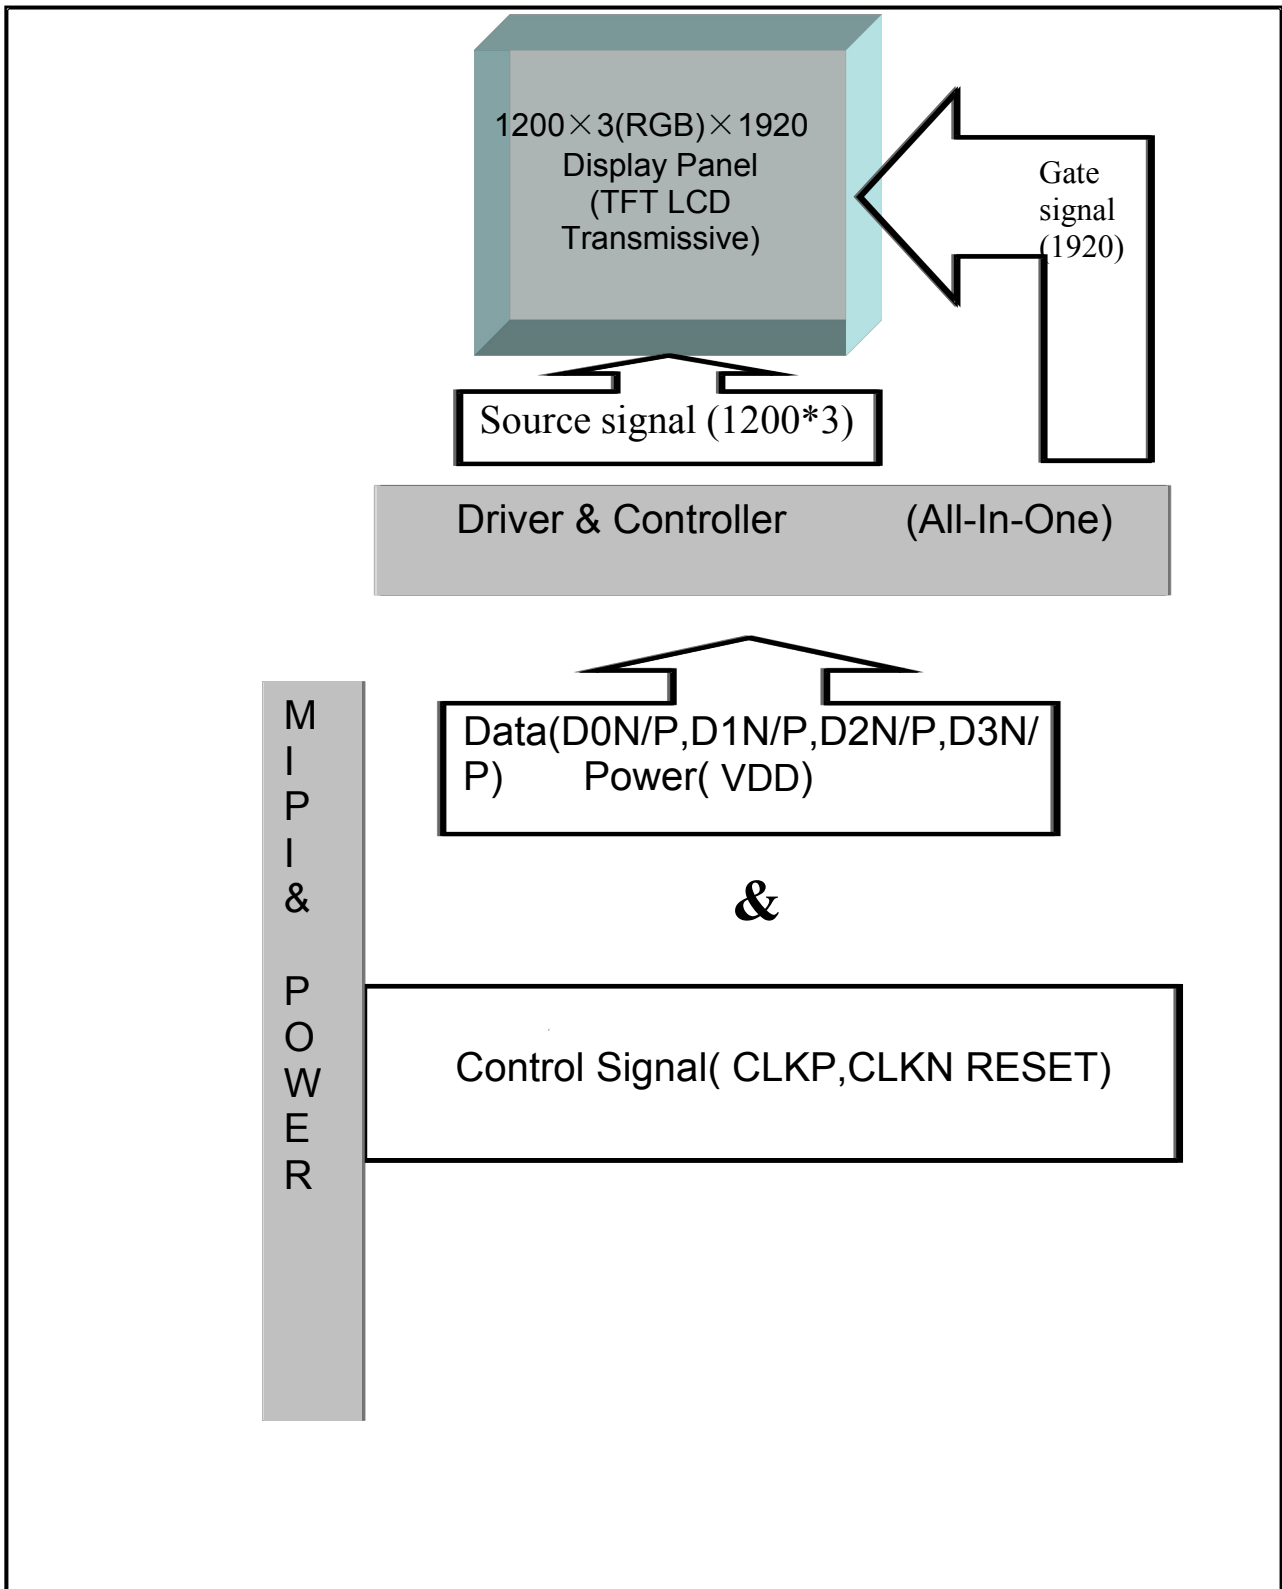 1200×3(RGB)×1920
Display Panel
(TFT LCD
Transmissive)
Gate
signal
(1920)
Source signal (1200*3)
Driver & Controller (All-In-One)
M
I
P
I
&
P
O
W
E
R
Data(D0N/P,D1N/P,D2N/P,D3N/
P) Power( VDD)
&
Control Signal( CLKP,CLKN RESET)